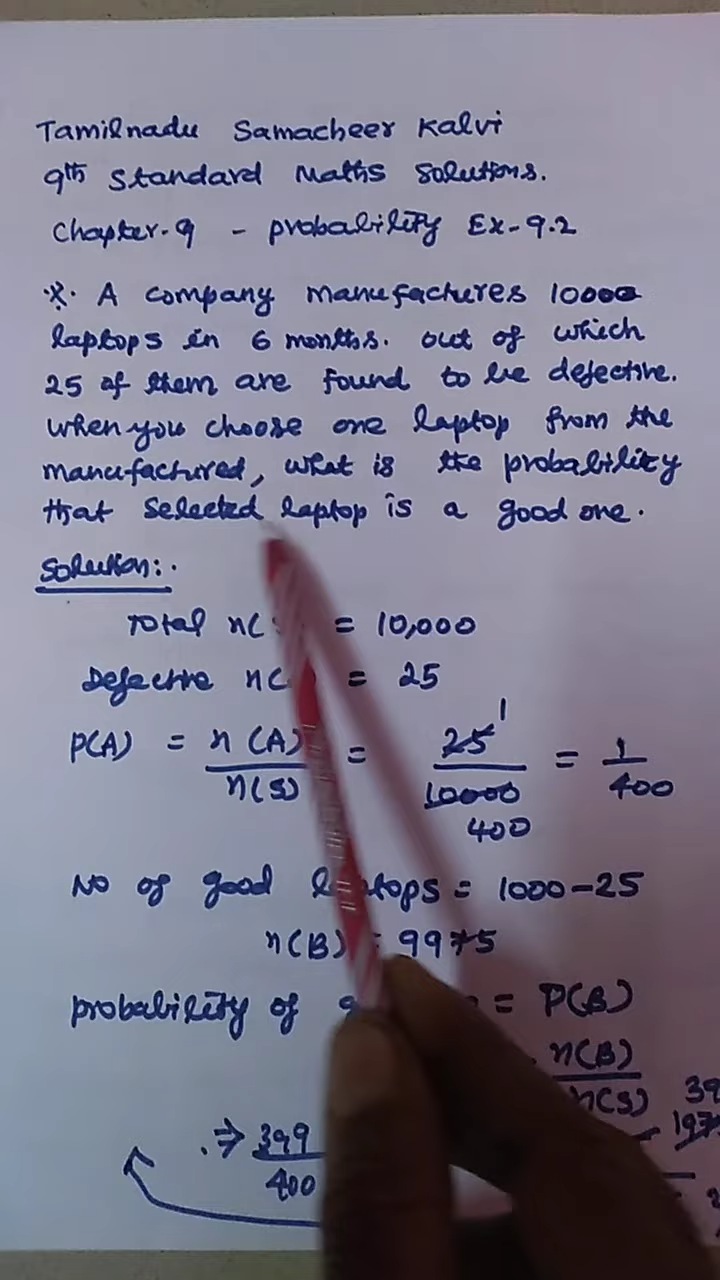 Tamilnadu Samacheer Kalvi
9th Standard Maths Solutions.
Chapter-9 - probability Ex-9.2
※. A company manufactures 10000
laptops in 6 months. out of which
25 of them are found to be defective.
when you choose one laptop from the
manufactured, what is the probability
that selected laptop is a good one.
Solution:.
Total n( = 10,000
Defective n( = 25
P(A) = n(A)/n(S) = 25/10000 = 1/400
1
400
No of good laptops = 1000-25
n(B) = 9975
probability of = P(B)
n(B)/n(S)
⇒ 399/400